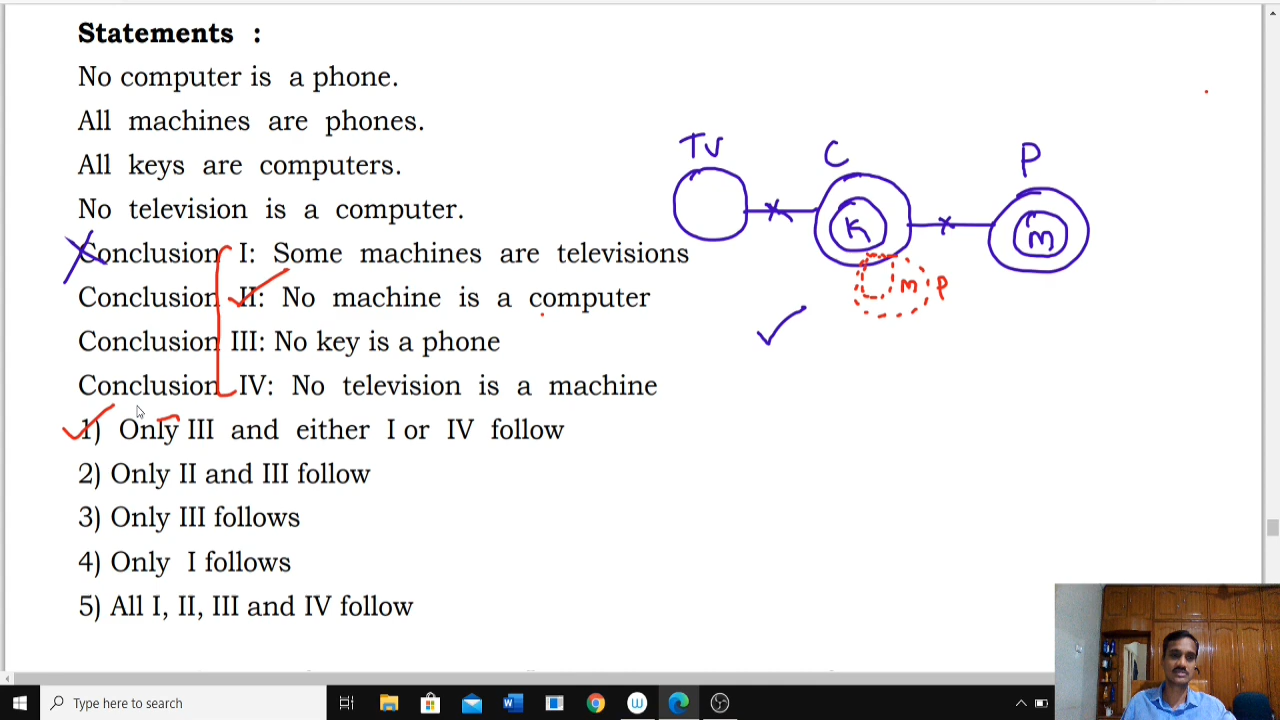 Statements :
No computer is a phone.
All machines are phones.
All keys are computers.
No television is a computer.
Conclusion I: Some machines are televisions
Conclusion II: No machine is a computer
Conclusion III: No key is a phone
Conclusion IV: No television is a machine
1) Only III and either I or IV follow
2) Only II and III follow
3) Only III follows
4) Only I follows
5) All I, II, III and IV follow
TV C P
K m
m P
Type here to search